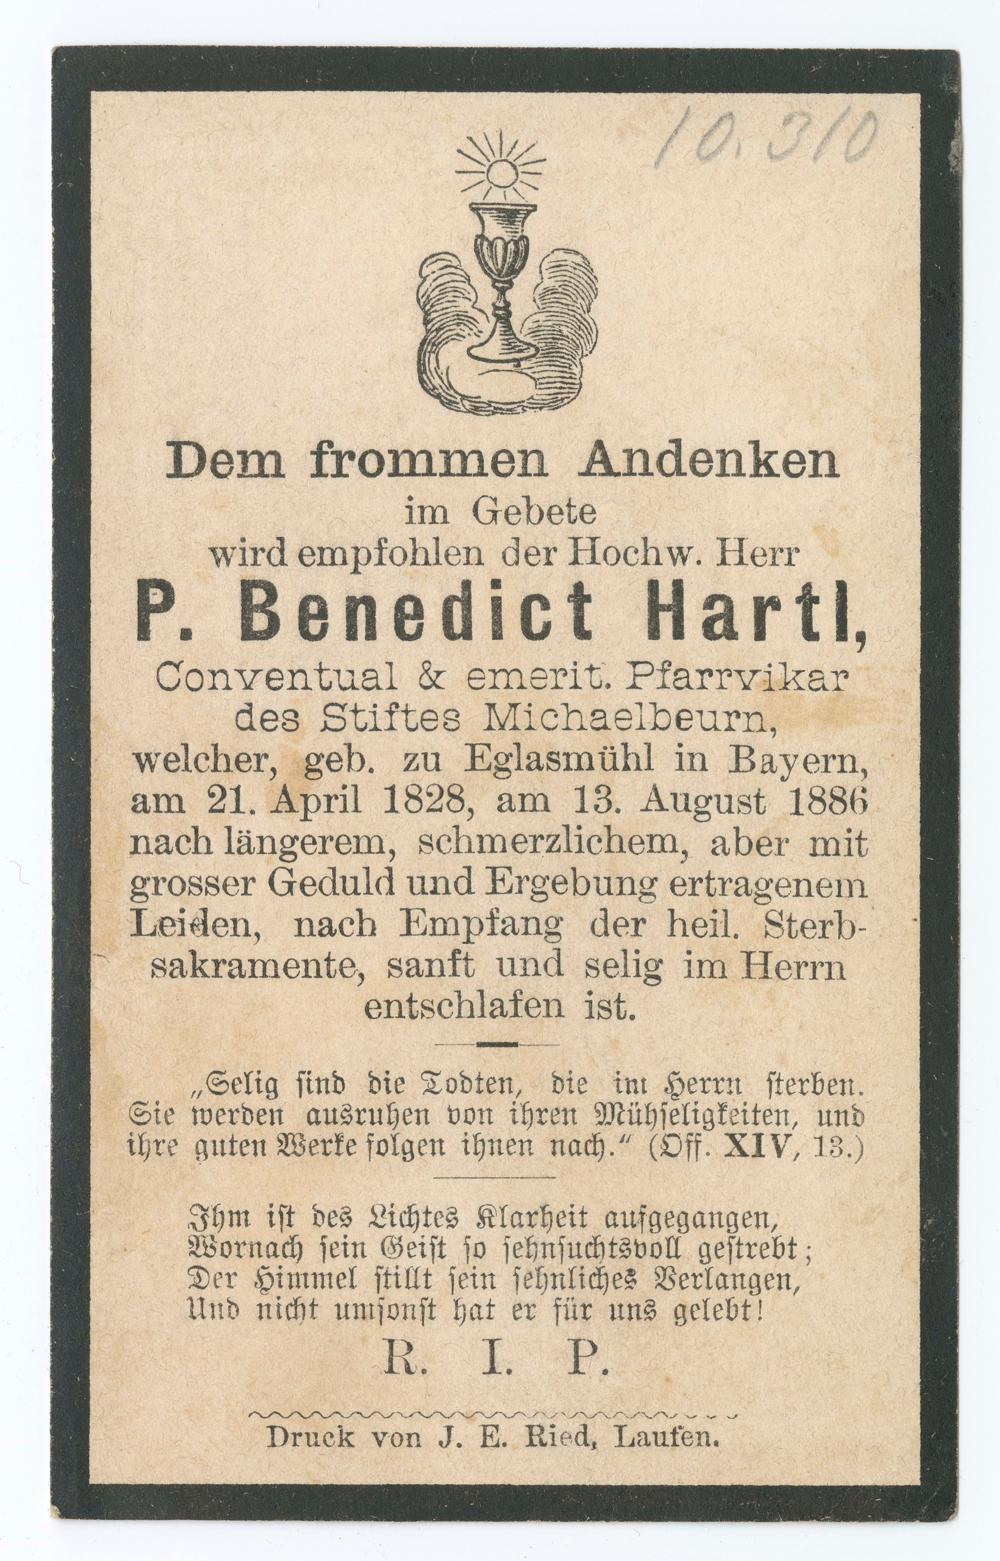 10.310
Dem frommen Andenken
im Gebete
wird empfohlen der Hochw. Herr
P. Benedict Hartl,
Conventual & emerit. Pfarrvikar
des Stiftes Michaelbeurn,
welcher, geb. zu Eglasmühl in Bayern,
am 21. April 1828, am 13. August 1886
nach längerem, schmerzlichem, aber mit
grosser Geduld und Ergebung ertragenem
Leiden, nach Empfang der heil. Sterb-
sakramente, sanft und selig im Herrn
entschlafen ist.
„Selig sind die Todten, die im Herrn sterben.
Sie werden ausruhen von ihren Mühseligkeiten, und
ihre guten Werke folgen ihnen nach.“ (Off. XIV, 13.)
Ihm ist des Lichtes Klarheit aufgegangen,
Wornach sein Geist so sehnsuchtsvoll gestrebt;
Der Himmel stillt sein sehnliches Verlangen,
Und nicht umsonst hat er für uns gelebt!
R. I. P.
Druck von J. E. Ried, Laufen.